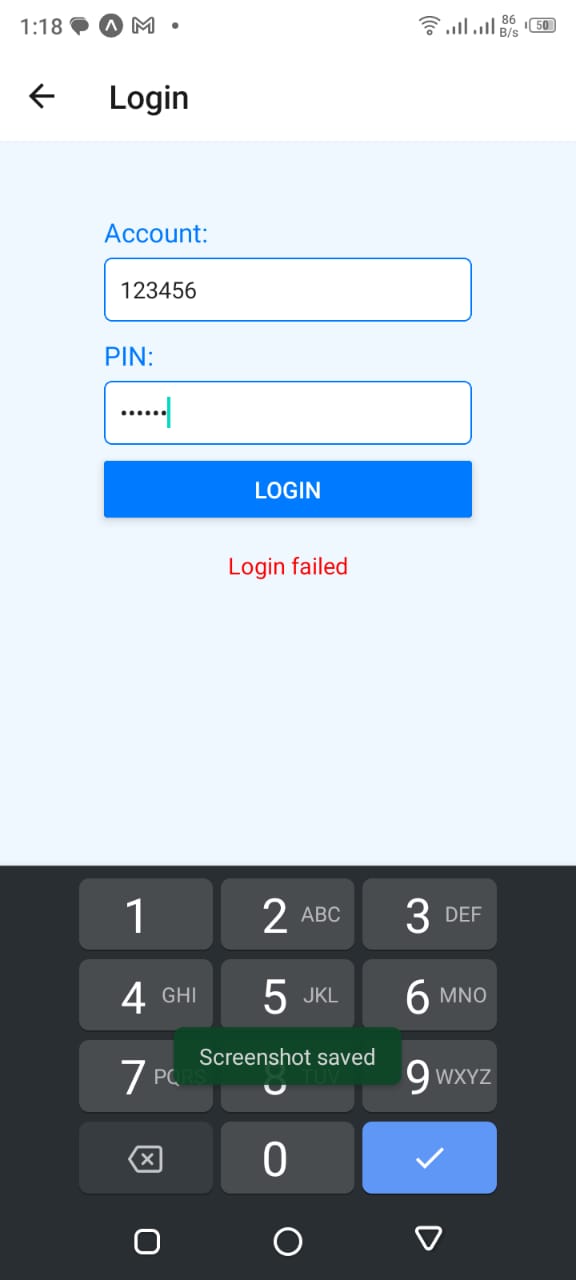 1:18 86 B/s 50
Login
Account:
123456
PIN:
••••••
LOGIN
Login failed
1 2 ABC 3 DEF
4 GHI 5 JKL 6 MNO
Screenshot saved
7 PQRS 8 TUV 9 WXYZ
0